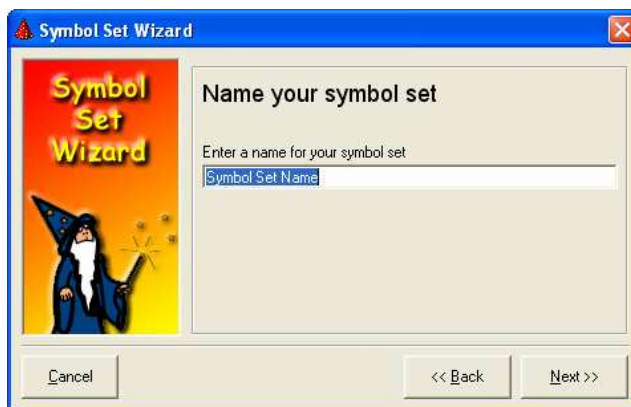 Symbol Set Wizard
Symbol
Set
Wizard
Name your symbol set
Enter a name for your symbol set
Symbol Set Name
Cancel
<< Back
Next >>